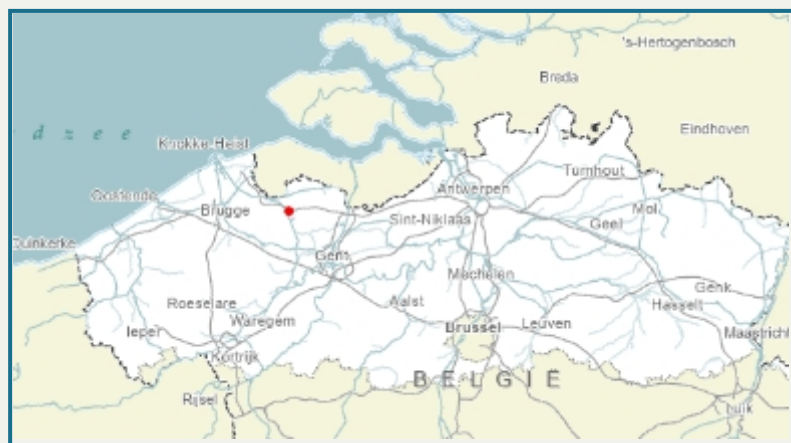 's-Hertogenbosch
Breda
d z e e
Eindhoven
Knokke-Heist
Turnhout
Antwerpen
Oostende
Mol
Brugge
Sint-Niklaas
Geel
Duinkerke
Gent
Mechelen
Genk
Roeselare
Aalst
Hasselt
Waregem
Brussel
Leuven
Ieper
Maastricht
Kortrijk
BELGIË
Rijsel
Luik